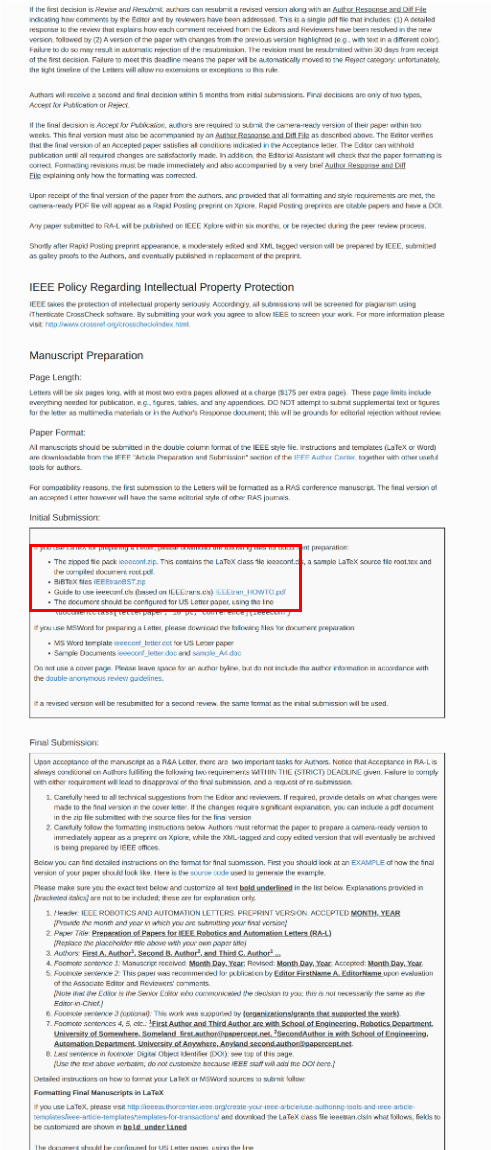 If the first decision is Revise and Resubmit, authors can resubmit a revised version along with an Author Response and Diff File
indicating how comments by the Editor and by reviewers have been addressed. This is a single pdf file that includes: (1) A detailed
response to the review that explains how each comment received from the Editors and Reviewers have been resolved in the new
version, followed by (2) A version of the paper with changes from the previous version highlighted (e.g., with text in a different color).
Failure to do so may result in automatic rejection of the resubmission. The revision must be resubmitted within 30 days from receipt
of the first decision. Failure to meet this deadline means the paper will be automatically moved to the Reject category: unfortunately,
the tight timeline of the Letters will allow no extensions or exceptions to this rule.
Authors will receive a second and final decision within 5 months from initial submissions. Final decisions are only of two types,
Accept for Publication or Reject.
If the final decision is Accept for Publication, authors are required to submit the camera-ready version of their paper within two
weeks. This final version must also be acompanied by an Author Response and Diff File as described above. The Editor verifies
that the final version of an Accepted paper satisfies all conditions indicated in the Acceptance letter. The Editor can withhold
publication until all required changes are satisfactorily made. In addition, the Editorial Assistant will check that the paper formatting is
correct. Formatting revisions must be made immediately and also accompanied by a very brief Author Response and Diff
File explaining only how the formatting was corrected.
Upon receipt of the final version of the paper from the authors, and provided that all formatting and style requirements are met, the
camera-ready PDF file will appear as a Rapid Posting preprint on Xplore. Rapid Posting preprints are citable papers and have a DOI.
Any paper submitted to RA-L will be published on IEEE Xplore within six months, or be rejected during the peer review process.
Shortly after Rapid Posting preprint appearance, a moderately edited and XML tagged version will be prepared by IEEE, submitted
as galley proofs to the Authors, and eventually published in replacement of the preprint.
IEEE Policy Regarding Intellectual Property Protection
IEEE takes the protection of intellectual property seriously. Accordingly, all submissions will be screened for plagiarism using
iThenticate CrossCheck software. By submitting your work you agree to allow IEEE to screen your work. For more information please
visit: http://www.crossref.org/crosscheck/index.html.
Manuscript Preparation
Page Length:
Letters will be six pages long, with at most two extra pages allowed at a charge ($175 per extra page). These page limits include
everything needed for publication, e.g., figures, tables, and any appendices. DO NOT attempt to submit supplemental text or figures
for the letter as multimedia materials or in the Author's Response document; this will be grounds for editorial rejection without review.
Paper Format:
All manuscripts should be submitted in the double column format of the IEEE style file. Instructions and templates (LaTeX or Word)
are downloadable from the IEEE "Article Preparation and Submission" section of the IEEE Author Center, together with other useful
tools for authors.
For compatibility reasons, the first submission to the Letters will be formatted as a RAS conference manuscript. The final version of
an accepted Letter however will have the same editorial style of other RAS journals.
Initial Submission:
If you use LaTeX for preparing a Letter, please download the following files for document preparation:
• The zipped file pack ieeeconf.zip. This contains the LaTeX class file ieeeconf.cls, a sample LaTeX source file root.tex and
the compiled document root.pdf.
• BiBTeX files IEEEtranBST.zip
• Guide to use ieeeconf.cls (based on IEEEtrans.cls) IEEEtran_HOWTO.pdf
• The document should be configured for US Letter paper, using the line
\documentclass[letterpaper, 10 pt, conference]{ieeeconf}
If you use MSWord for preparing a Letter, please download the following files for document preparation
• MS Word template ieeeconf_letter.dot for US Letter paper
• Sample Documents ieeeconf_letter.doc and sample_A4.doc
Do not use a cover page. Please leave space for an author byline, but do not include the author information in accordance with
the double-anonymous review guidelines.
If a revised version will be resubmitted for a second review, the same format as the initial submission will be used.
Final Submission:
Upon acceptance of the manuscript as a R&A Letter, there are two important tasks for Authors. Notice that Acceptance in RA-L is
always conditional on Authors fulfilling the following two requirements WITHIN THE (STRICT) DEADLINE given. Failure to comply
with either requirement will lead to disapproval of the final submission, and a request of re-submission.
1. Carefully heed to all technical suggestions from the Editor and reviewers. If required, provide details on what changes were
made to the final version in the cover letter. If the changes require significant explanation, you can include a pdf document
in the zip file submitted with the source files for the final version
2. Carefully follow the formatting instructions below. Authors must reformat the paper to prepare a camera-ready version to
immediately appear as a preprint on Xplore, while the XML-tagged and copy edited version that will eventually be archived
is being prepared by IEEE offices.
Below you can find detailed instructions on the format for final submission. First you should look at an EXAMPLE of how the final
version of your paper should look like. Here is the source code used to generate the example.
Please make sure you the exact text below and customize all text bold underlined in the list below. Explanations provided in
[bracketed italics] are not to be included; these are for explanation only.
1. Header: IEEE ROBOTICS AND AUTOMATION LETTERS. PREPRINT VERSION. ACCEPTED MONTH, YEAR
[Provide the month and year in which you are submitting your final version]
2. Paper Title: Preparation of Papers for IEEE Robotics and Automation Letters (RA-L)
[Replace the placeholder title above with your own paper title]
3. Authors: First A. Author1, Second B. Author2, and Third C. Author1 ...
4. Footnote sentence 1: Manuscript received: Month Day, Year; Revised: Month Day, Year; Accepted: Month Day, Year.
5. Footnote sentence 2: This paper was recommended for publication by Editor FirstName A. EditorName upon evaluation
of the Associate Editor and Reviewers' comments.
[Note that the Editor is the Senior Editor who communicated the decision to you; this is not necessarily the same as the
Editor-in-Chief.]
6. Footnote sentence 3 (optional): This work was supported by (organizations/grants that supported the work).
7. Footnote sentences 4, 5, etc.: 1First Author and Third Author are with School of Engineering, Robotics Department,
University of Somewhere, Someland first.author@papercept.net. 2SecondAuthor is with School of Engineering,
Automation Department, University of Anywhere, Anyland second.author@papercept.net.
8. Last sentence in footnote: Digital Object Identifier (DOI): see top of this page.
[Use the text above verbatim; do not customize because IEEE staff will add the DOI here.]
Detailed instructions on how to format your LaTeX or MSWord sources to submit follow:
Formatting Final Manuscripts in LaTeX
If you use LaTeX, please visit http://ieeeauthorcenter.ieee.org/create-your-ieee-article/use-authoring-tools-and-ieee-article-
templates/ieee-article-templates/templates-for-transactions/ and download the LaTeX class file ieeetran.clsIn what follows, fields to
be customized are shown in bold underlined
The document should be configured for US Letter paper, using the line